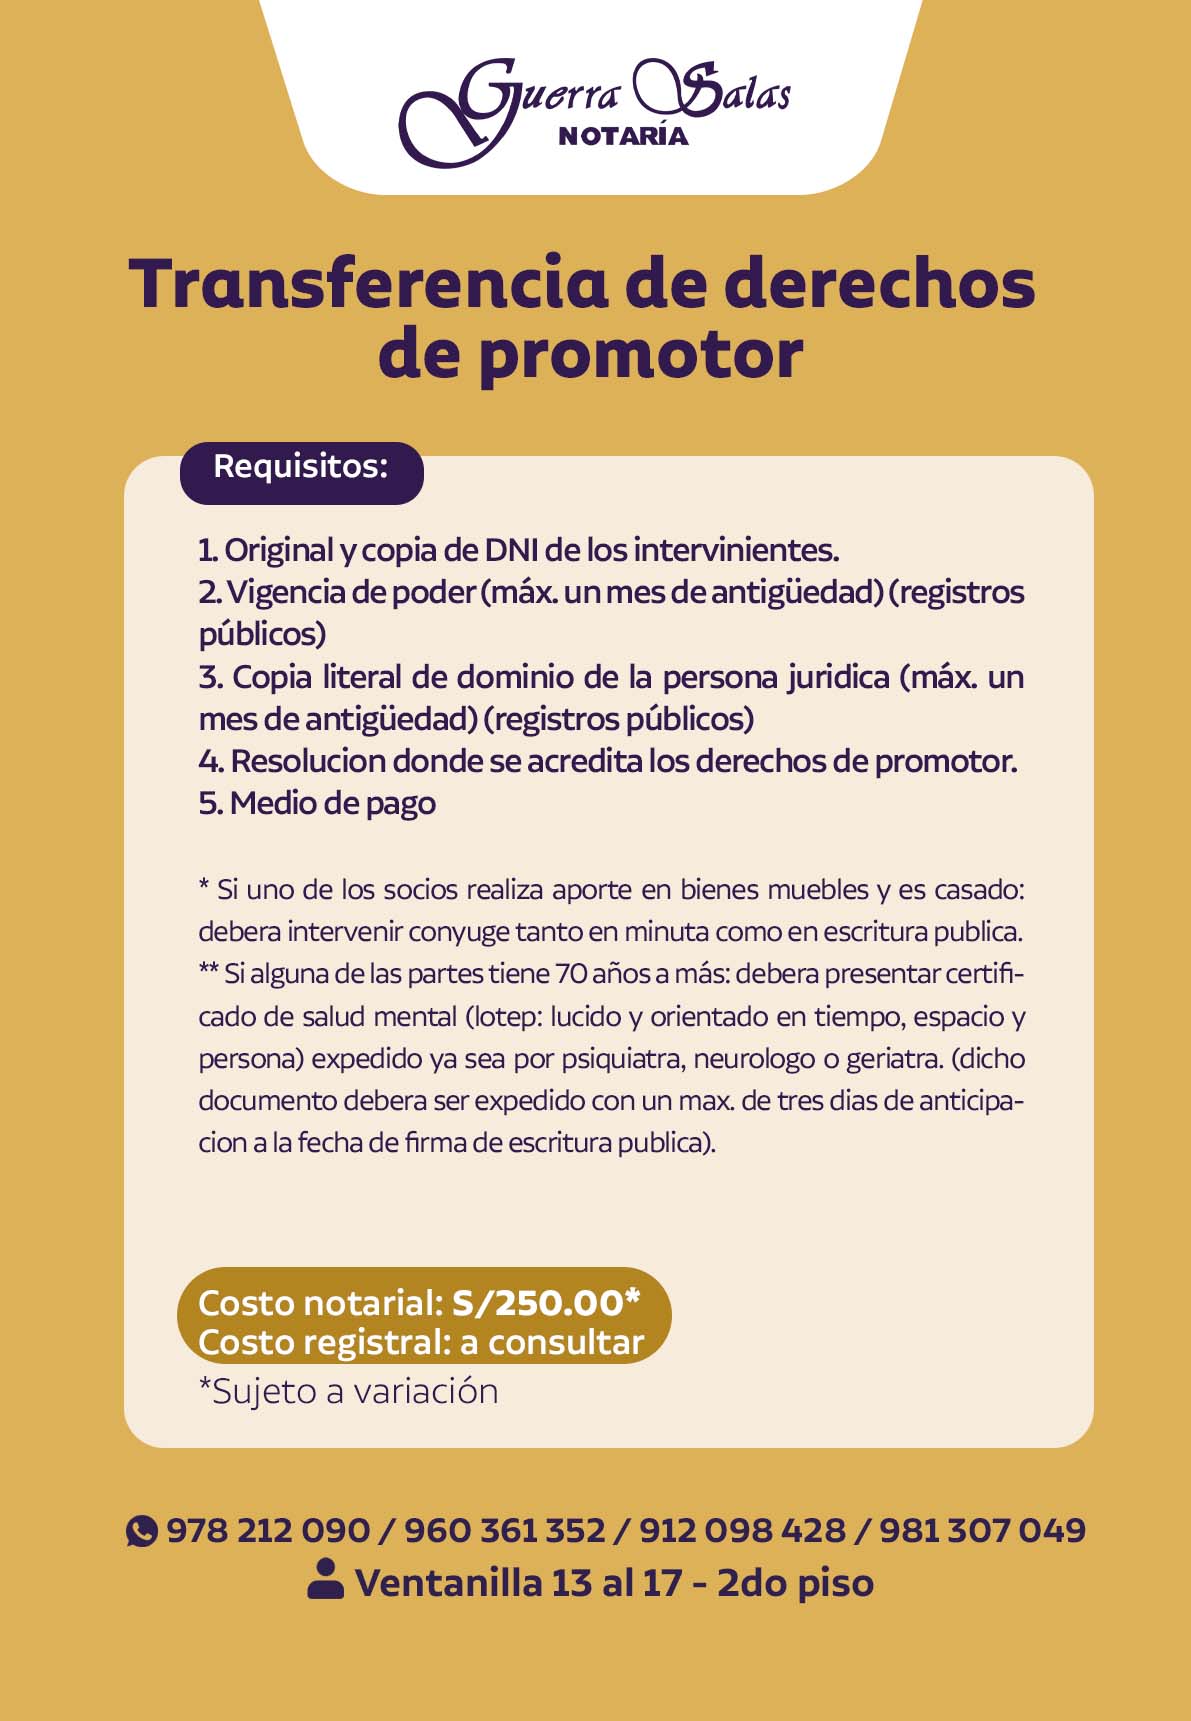 Guerra Salas
NOTARÍA
Transferencia de derechos
de promotor
Requisitos:
1. Original y copia de DNI de los intervinientes.
2. Vigencia de poder (máx. un mes de antigüedad) (registros
públicos)
3. Copia literal de dominio de la persona juridica (máx. un
mes de antigüedad) (registros públicos)
4. Resolucion donde se acredita los derechos de promotor.
5. Medio de pago
* Si uno de los socios realiza aporte en bienes muebles y es casado:
debera intervenir conyuge tanto en minuta como en escritura publica.
** Si alguna de las partes tiene 70 años a más: debera presentar certifi-
cado de salud mental (lotep: lucido y orientado en tiempo, espacio y
persona) expedido ya sea por psiquiatra, neurologo o geriatra. (dicho
documento debera ser expedido con un max. de tres dias de anticipa-
cion a la fecha de firma de escritura publica).
Costo notarial: S/250.00*
Costo registral: a consultar
*Sujeto a variación
978 212 090 / 960 361 352 / 912 098 428 / 981 307 049
Ventanilla 13 al 17 - 2do piso